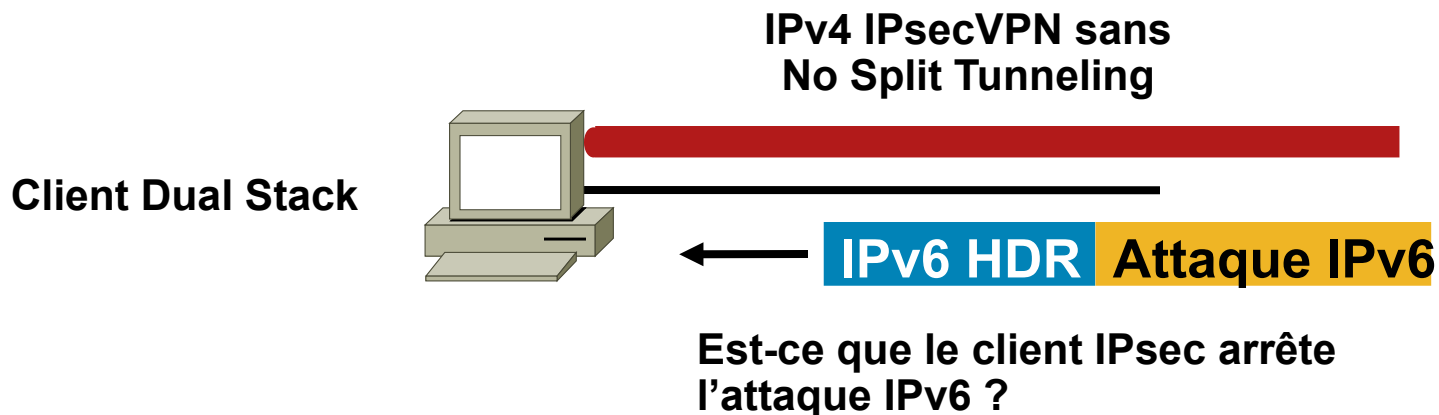 IPv4 IPsecVPN sans
No Split Tunneling
Client Dual Stack
IPv6 HDR Attaque IPv6
Est-ce que le client IPsec arrête
l’attaque IPv6 ?